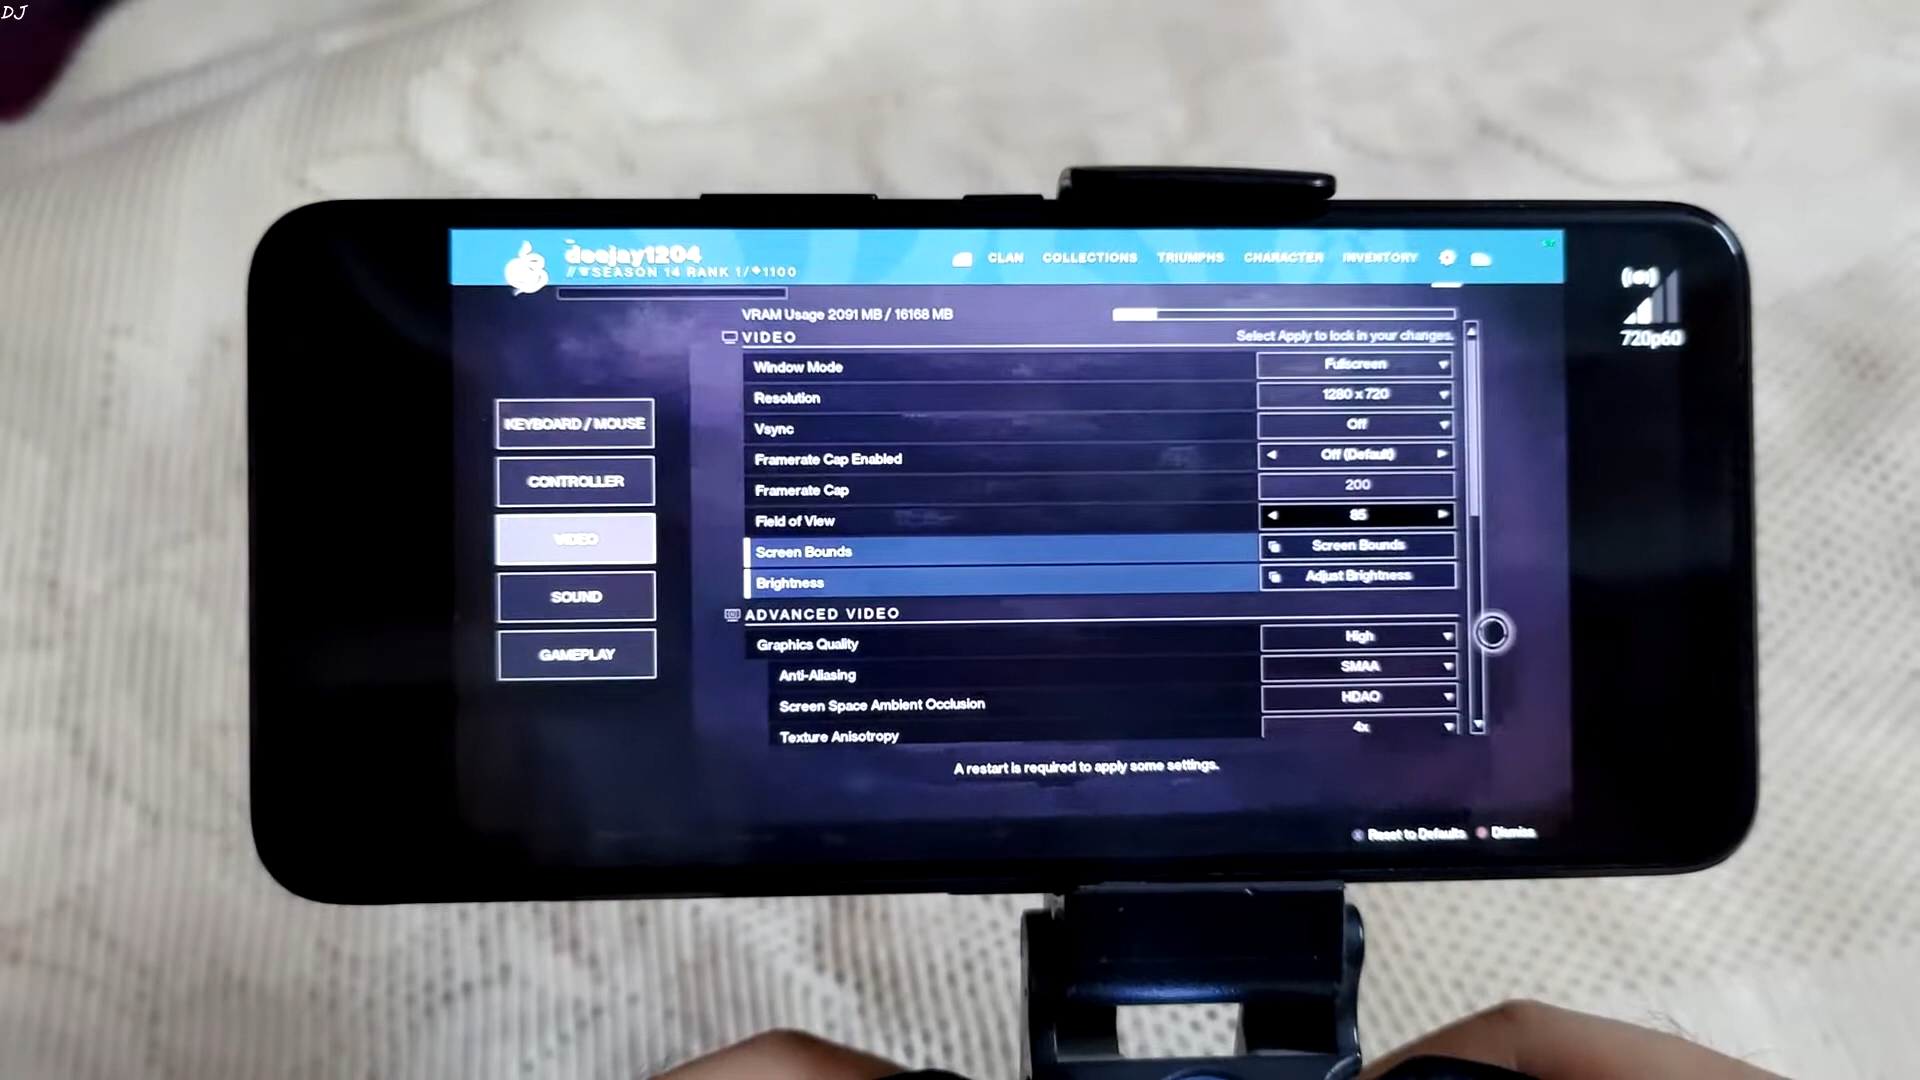 DJ
deejay1204
//SEASON 14 RANK 1/1100
CLAN COLLECTIONS TRIUMPHS CHARACTER INVENTORY
720p60
VRAM Usage 2091 MB / 16168 MB
VIDEO
Select Apply to lock in your changes.
Window Mode Fullscreen
Resolution 1280 x 720
Vsync Off
Framerate Cap Enabled Off (Default)
Framerate Cap 200
Field of View 85
Screen Bounds Screen Bounds
Brightness Adjust Brightness
ADVANCED VIDEO
Graphics Quality High
Anti-Aliasing SMAA
Screen Space Ambient Occlusion HDAO
Texture Anisotropy 4x
KEYBOARD / MOUSE
CONTROLLER
VIDEO
SOUND
GAMEPLAY
A restart is required to apply some settings.
Reset to Defaults Dismiss